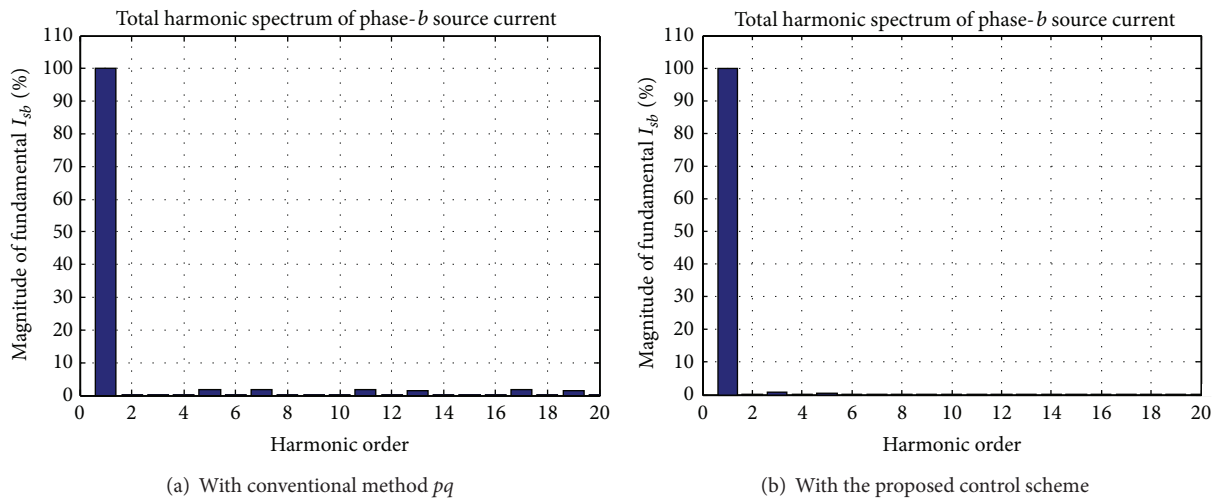 Total harmonic spectrum of phase-b source current
Magnitude of fundamental Isb (%)
110
100
90
80
70
60
50
40
30
20
10
0
0 2 4 6 8 10 12 14 16 18 20
Harmonic order
(a) With conventional method pq
Total harmonic spectrum of phase-b source current
Magnitude of fundamental Isb (%)
110
100
90
80
70
60
50
40
30
20
10
0
0 2 4 6 8 10 12 14 16 18 20
Harmonic order
(b) With the proposed control scheme